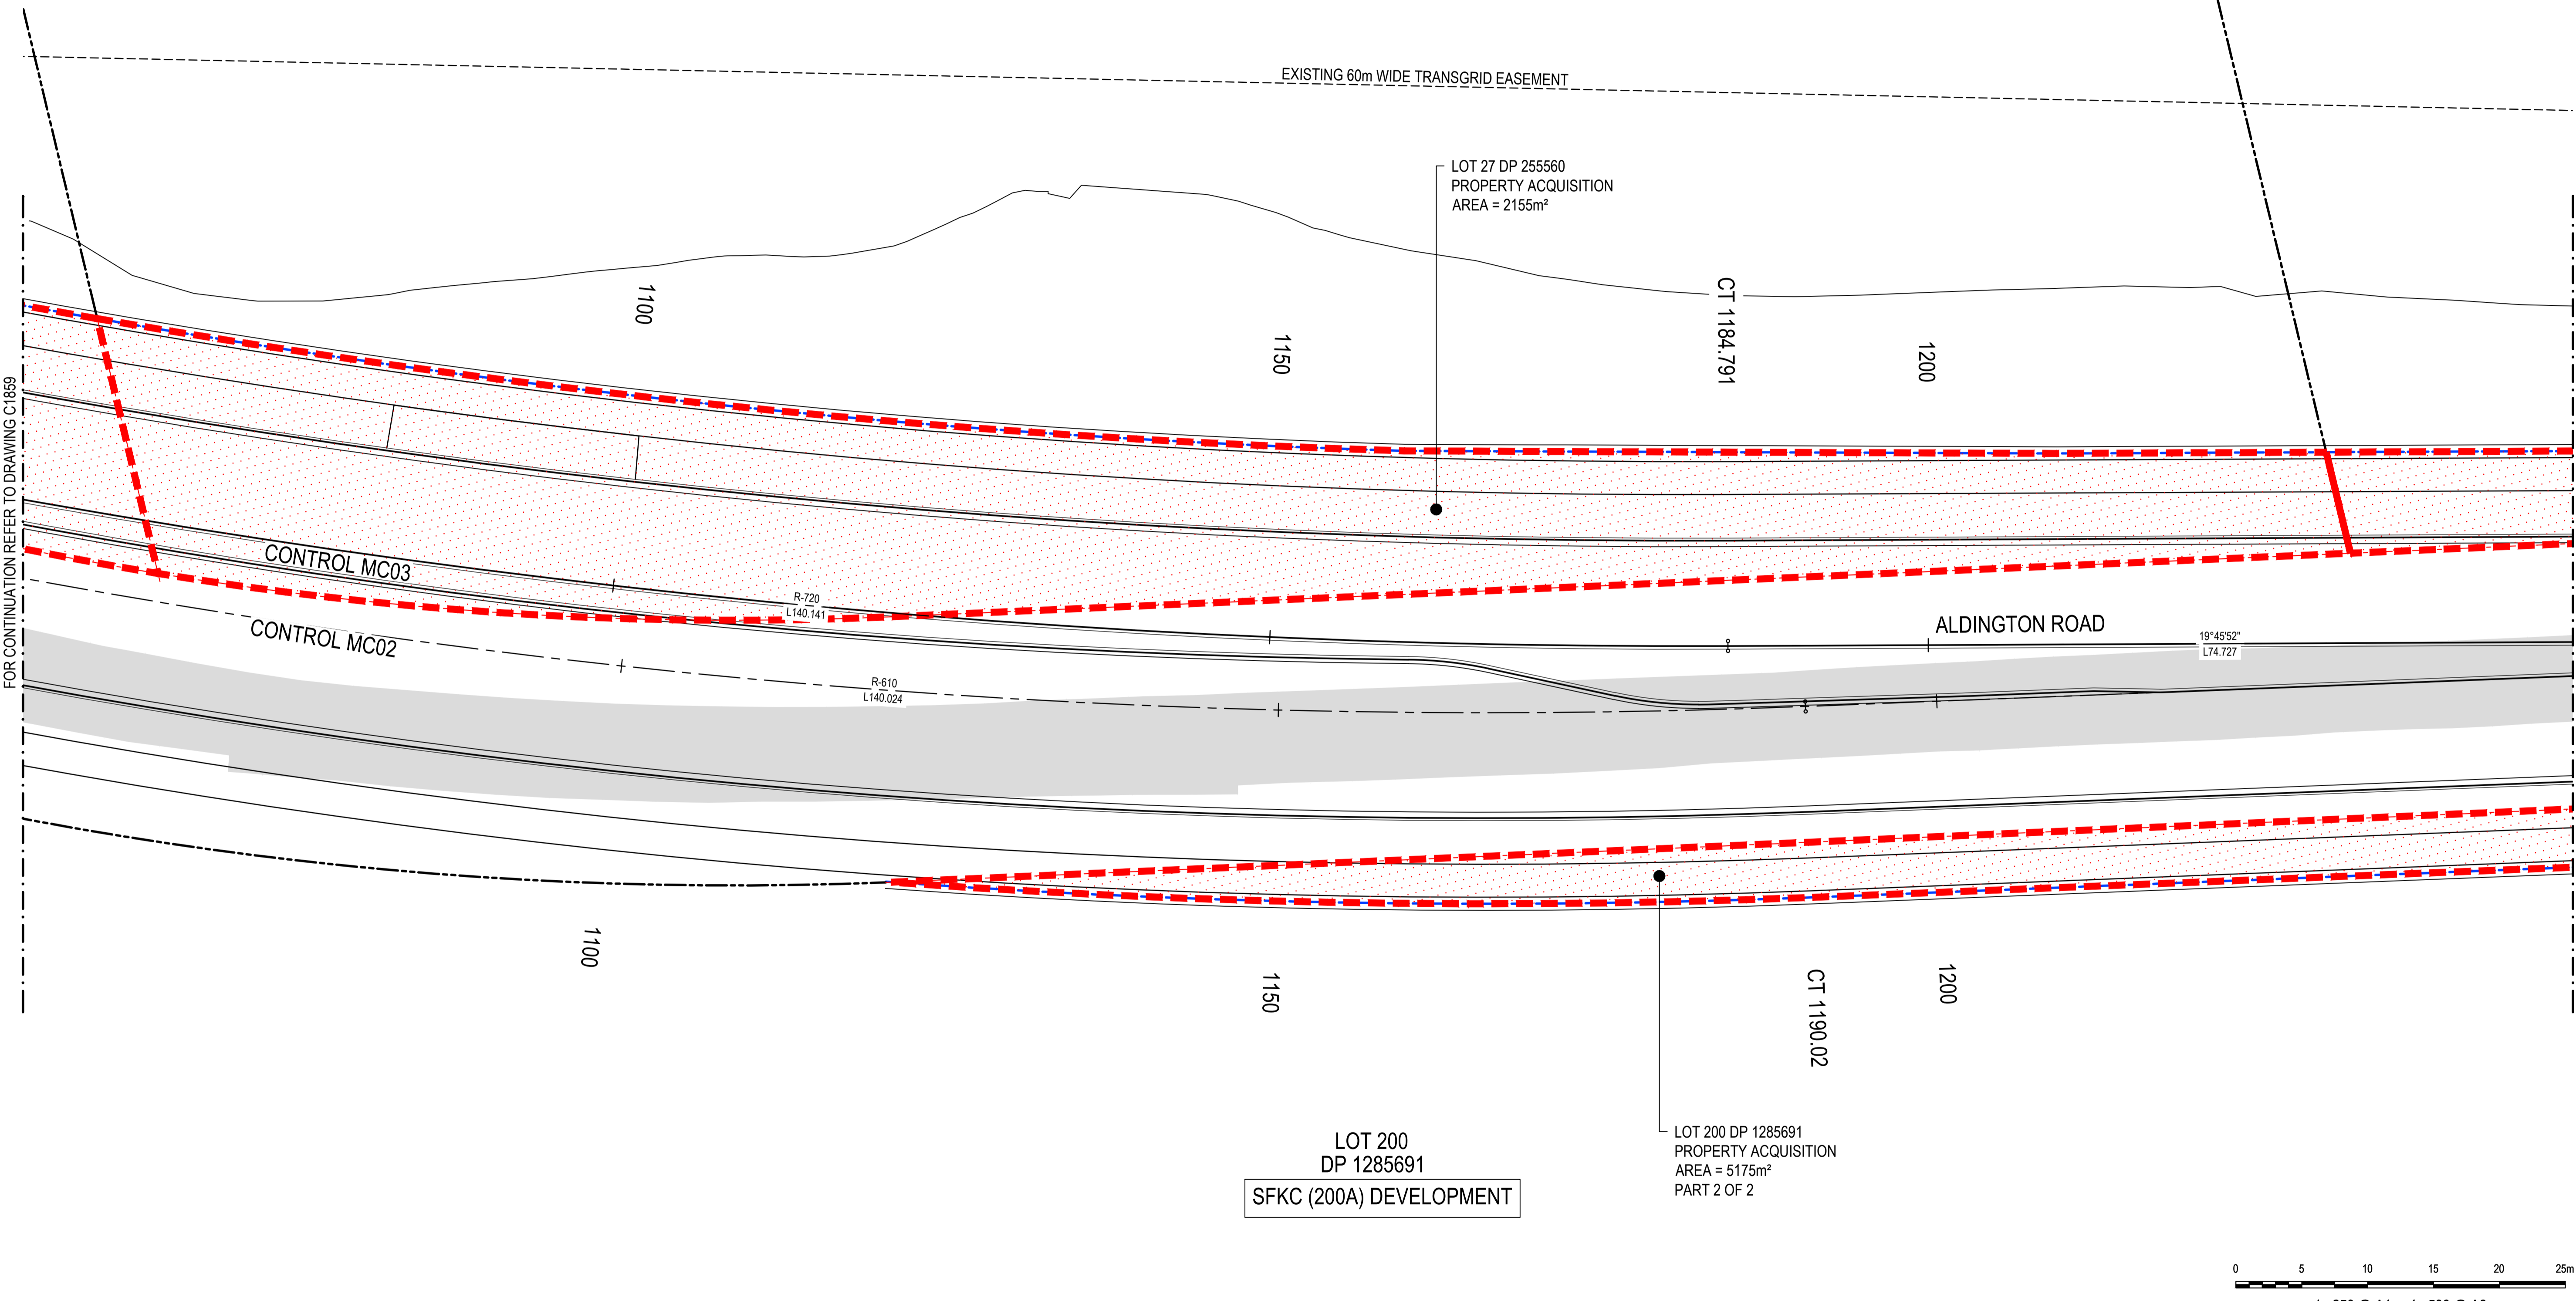 EXISTING 60m WIDE TRANSGRID EASEMENT
LOT 27 DP 255560
PROPERTY ACQUISITION
AREA = 2155m²
1100
1150
CT 1184.791
1200
FOR CONTINUATION REFER TO DRAWING C1859
CONTROL MC03
R-720
L140.141
CONTROL MC02
R-610
L140.024
ALDINGTON ROAD
19°45'52"
L74.727
1100
1150
CT 1190.02
1200
LOT 200
DP 1285691
SFKC (200A) DEVELOPMENT
LOT 200 DP 1285691
PROPERTY ACQUISITION
AREA = 5175m²
PART 2 OF 2
0 5 10 15 20 25m